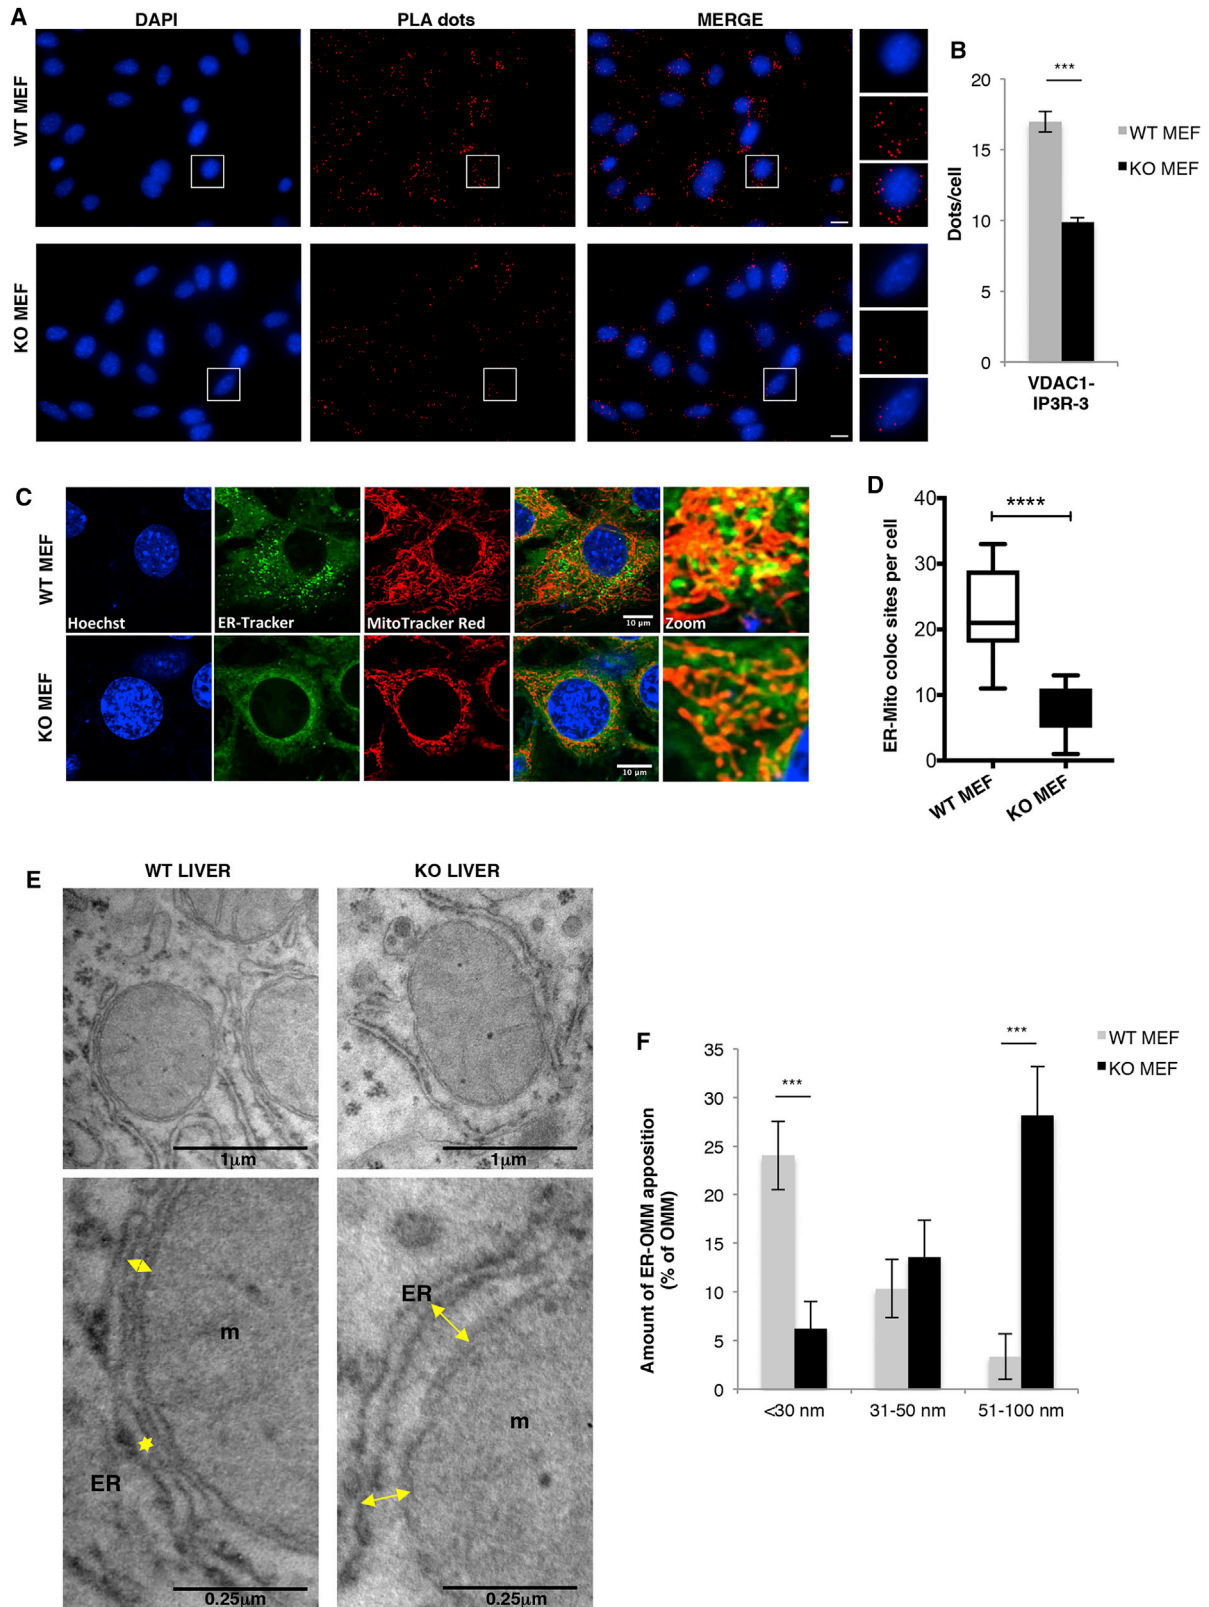 A
DAPI
PLA dots
MERGE
WT MEF
KO MEF
B
***
20
15
10
5
0
Dots/cell
WT MEF
KO MEF
VDAC1-
IP3R-3
C
WT MEF
Hoechst
ER-Tracker
MitoTracker Red
10 µm
Zoom
KO MEF
10 µm
D
****
40
30
20
10
0
ER-Mito coloc sites per cell
WT MEF
KO MEF
E
WT LIVER
KO LIVER
1µm
1µm
ER
m
0.25µm
ER
m
0.25µm
F
***
***
WT MEF
KO MEF
35
30
25
20
15
10
5
0
Amount of ER-OMM apposition
(% of OMM)
<30 nm
31-50 nm
51-100 nm